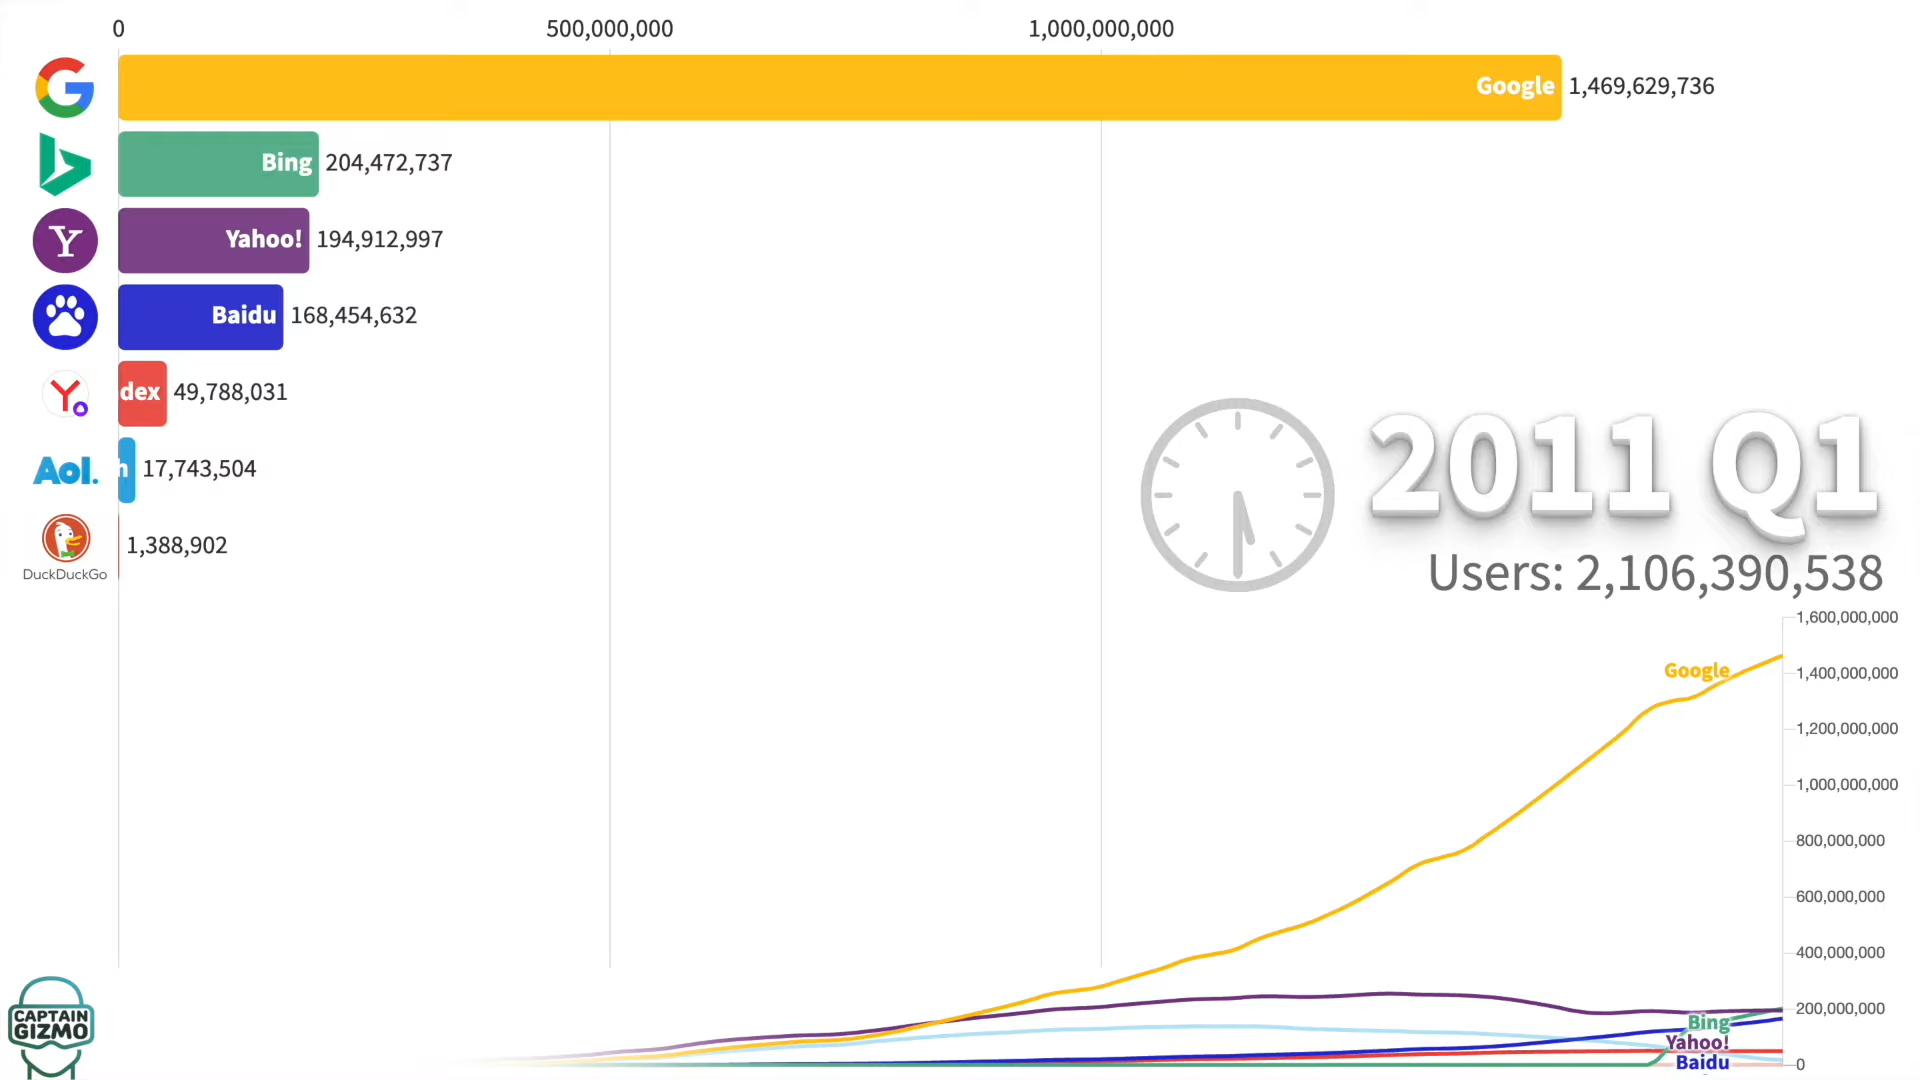 0 500,000,000 1,000,000,000
Google 1,469,629,736
Bing 204,472,737
Y Yahoo! 194,912,997
Baidu 168,454,632
Y dex 49,788,031
Aol. h 17,743,504
1,388,902
DuckDuckGo
2011 Q1
Users: 2,106,390,538
1,600,000,000
Google
1,400,000,000
1,200,000,000
1,000,000,000
800,000,000
600,000,000
400,000,000
200,000,000
Bing
Yahoo!
Baidu
0
CAPTAIN
GIZMO